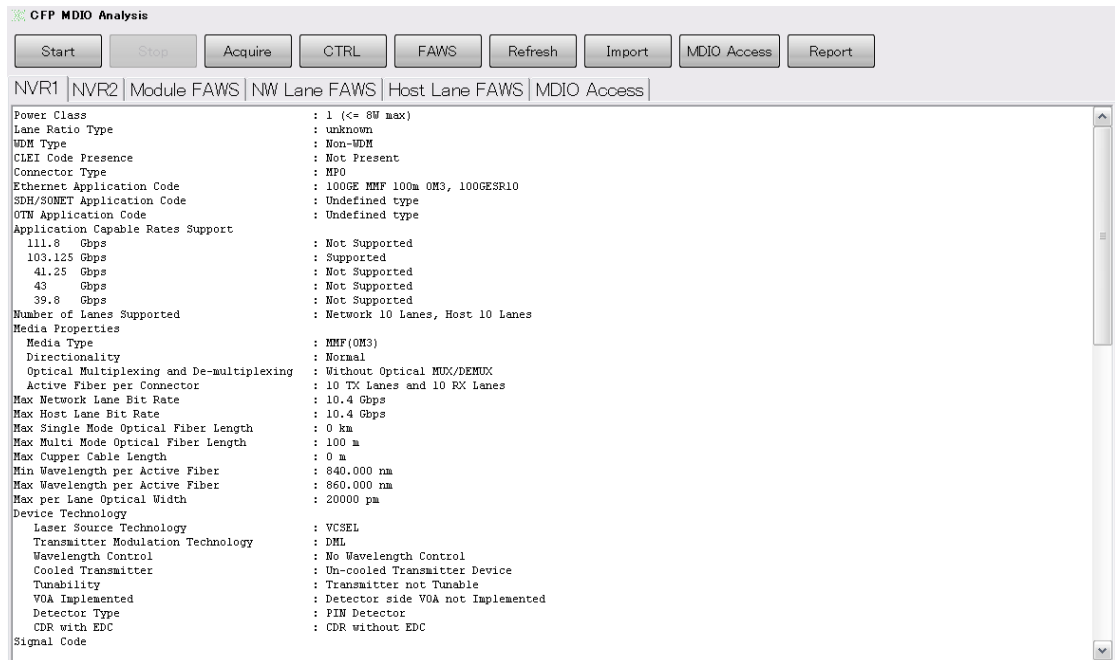 CFP MDIO Analysis
Start Stop Acquire CTRL FAWS Refresh Import MDIO Access Report
NVR1 NVR2 Module FAWS NW Lane FAWS Host Lane FAWS MDIO Access
Power Class : 1 (<= 8W max)
Lane Ratio Type : unknown
WDM Type : Non-WDM
CLEI Code Presence : Not Present
Connector Type : MPO
Ethernet Application Code : 100GE MMF 100m OM3, 100GESR10
SDH/SONET Application Code : Undefined type
OTN Application Code : Undefined type
Application Capable Rates Support
111.8 Gbps : Not Supported
103.125 Gbps : Supported
41.25 Gbps : Not Supported
43 Gbps : Not Supported
39.8 Gbps : Not Supported
Number of Lanes Supported : Network 10 Lanes, Host 10 Lanes
Media Properties
Media Type : MMF(OM3)
Directionality : Normal
Optical Multiplexing and De-multiplexing : Without Optical MUX/DEMUX
Active Fiber per Connector : 10 TX Lanes and 10 RX Lanes
Max Network Lane Bit Rate : 10.4 Gbps
Max Host Lane Bit Rate : 10.4 Gbps
Max Single Mode Optical Fiber Length : 0 km
Max Multi Mode Optical Fiber Length : 100 m
Max Cupper Cable Length : 0 m
Min Wavelength per Active Fiber : 840.000 nm
Max Wavelength per Active Fiber : 860.000 nm
Max per Lane Optical Width : 20000 pm
Device Technology
Laser Source Technology : VCSEL
Transmitter Modulation Technology : DML
Wavelength Control : No Wavelength Control
Cooled Transmitter : Un-cooled Transmitter Device
Tunability : Transmitter not Tunable
VOA Implemented : Detector side VOA not Implemented
Detector Type : PIN Detector
CDR with EDC : CDR without EDC
Signal Code